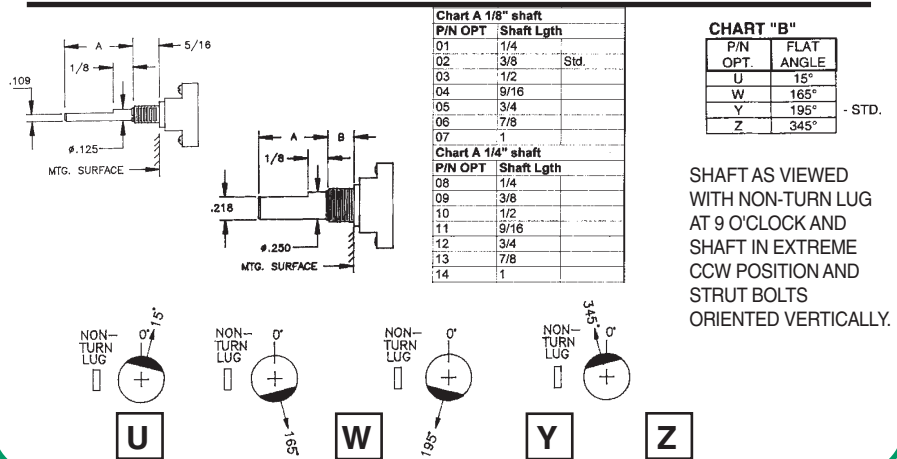 A
5/16
1/8
.109
ø.125
MTG. SURFACE
A
B
1/8
.218
ø.250
MTG. SURFACE
Chart A 1/8" shaft
P/N OPT Shaft Lgth
01 1/4
02 3/8 Std.
03 1/2
04 9/16
05 3/4
06 7/8
07 1
Chart A 1/4" shaft
P/N OPT Shaft Lgth
08 1/4
09 3/8
10 1/2
11 9/16
12 3/4
13 7/8
14 1
CHART "B"
P/N FLAT
OPT. ANGLE
U 15°
W 165°
Y 195° - STD.
Z 345°
SHAFT AS VIEWED
WITH NON-TURN LUG
AT 9 O'CLOCK AND
SHAFT IN EXTREME
CCW POSITION AND
STRUT BOLTS
ORIENTED VERTICALLY.
NON-
TURN
LUG
0°
15°
NON-
TURN
LUG
0°
165°
NON-
TURN
LUG
0°
195°
NON-
TURN
LUG
345°
0°
U
W
Y
Z